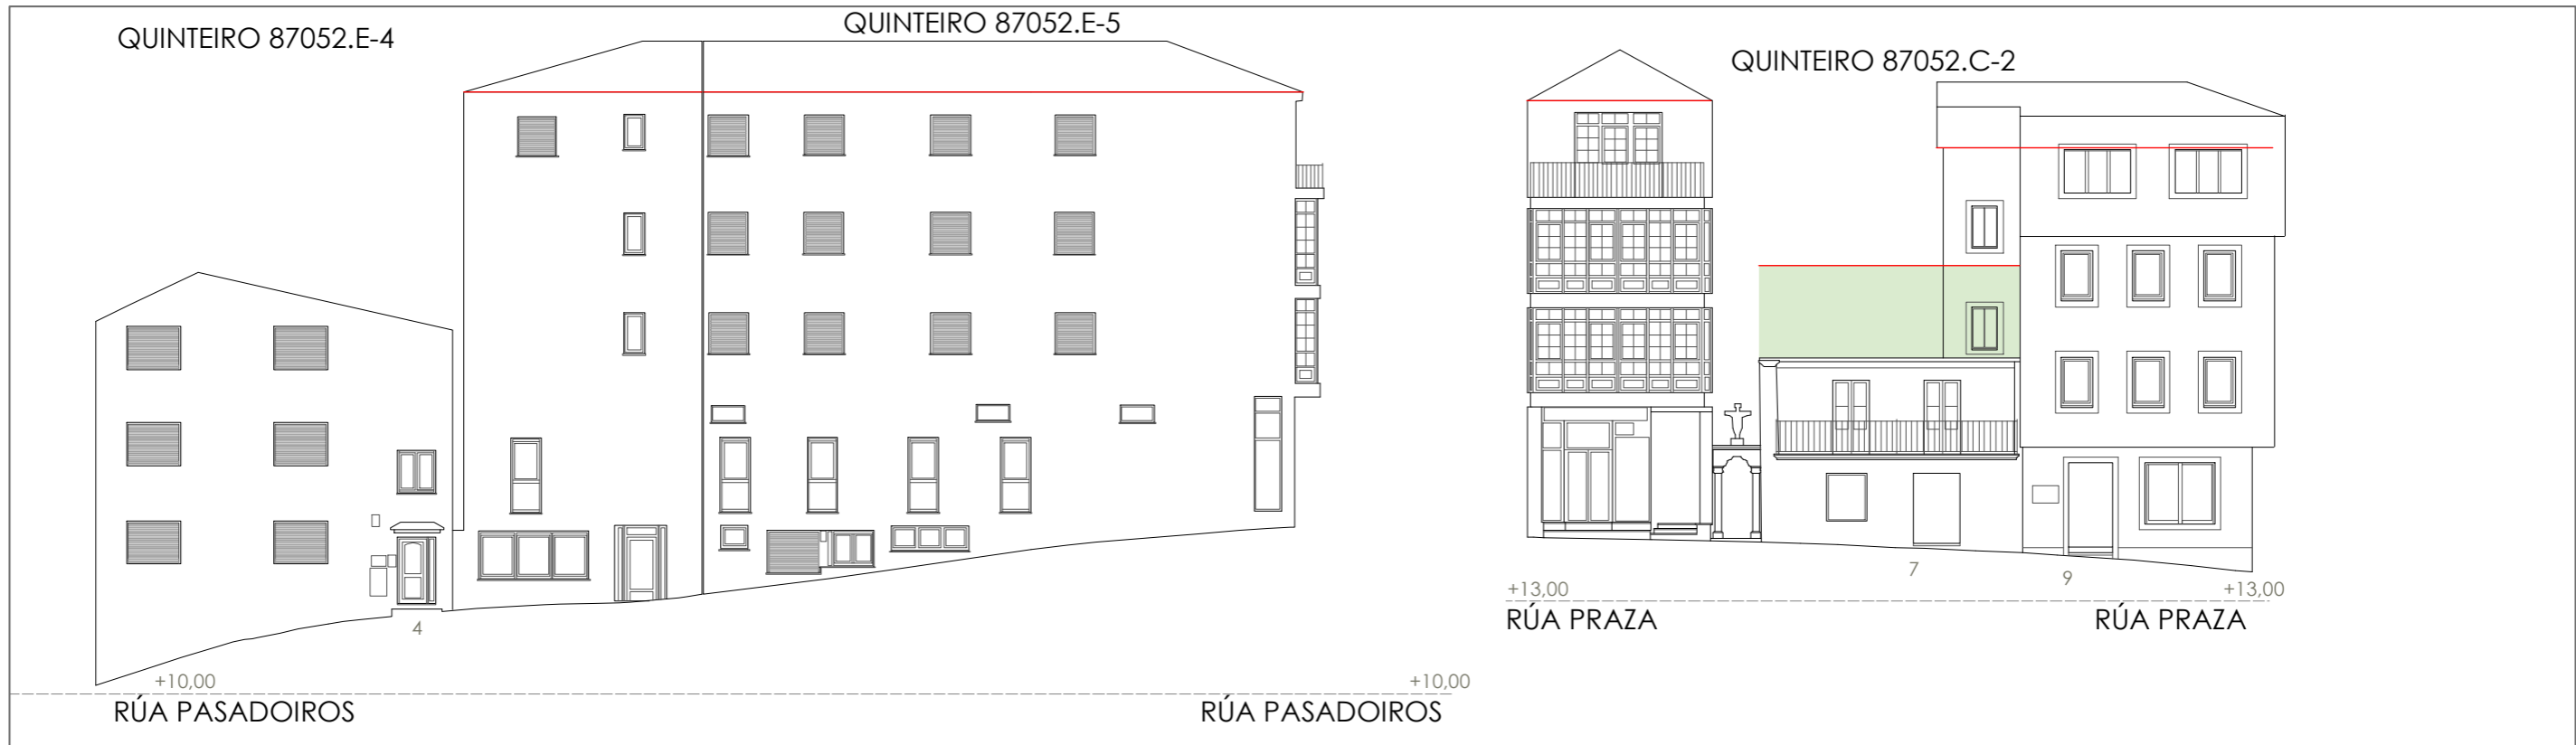 QUINTEIRO 87052.E-4
QUINTEIRO 87052.E-5
4
+10,00
+10,00
RÚA PASADOIROS
RÚA PASADOIROS
QUINTEIRO 87052.C-2
7
9
+13,00
+13,00
RÚA PRAZA
RÚA PRAZA